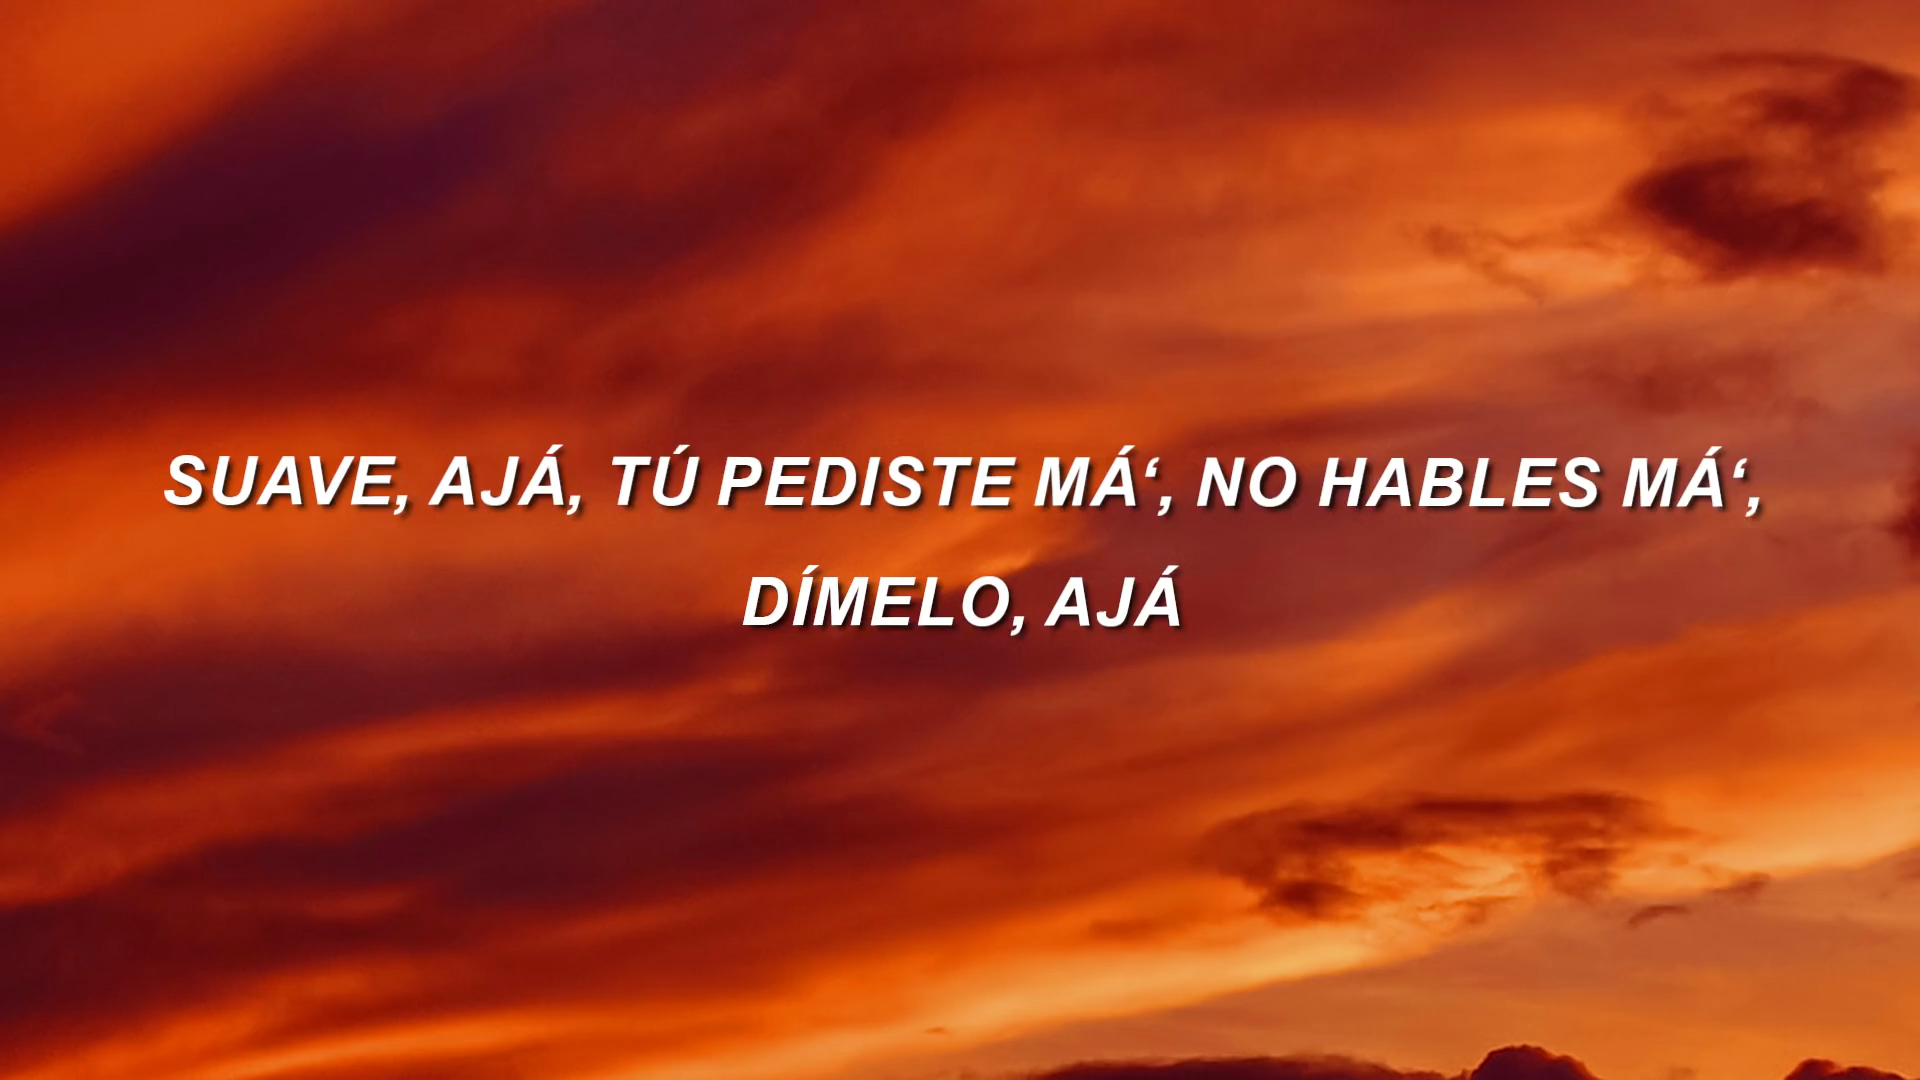 SUAVE, AJÁ, TÚ PEDISTE MÁ‘, NO HABLES MÁ‘,
DÍMELO, AJÁ